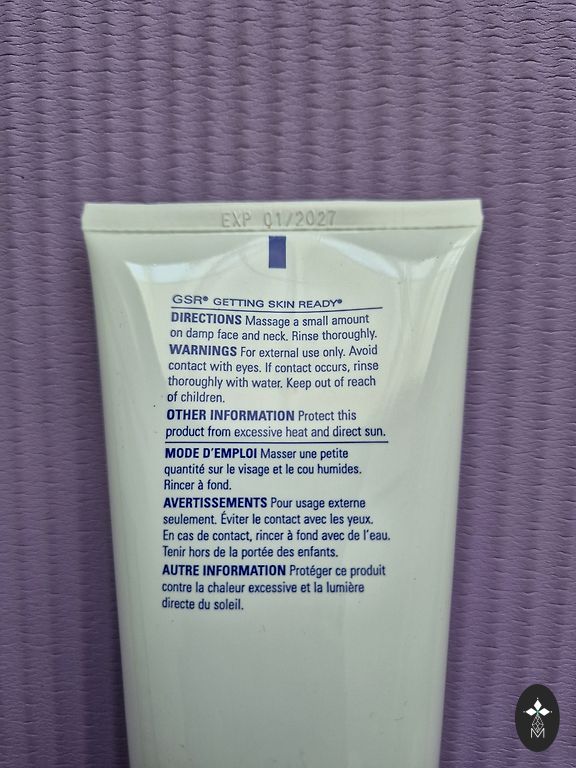 EXP 01/2027
GSR® GETTING SKIN READY®
DIRECTIONS Massage a small amount
on damp face and neck. Rinse thoroughly.
WARNINGS For external use only. Avoid
contact with eyes. If contact occurs, rinse
thoroughly with water. Keep out of reach
of children.
OTHER INFORMATION Protect this
product from excessive heat and direct sun.
MODE D'EMPLOI Masser une petite
quantité sur le visage et le cou humides.
Rincer à fond.
AVERTISSEMENTS Pour usage externe
seulement. Éviter le contact avec les yeux.
En cas de contact, rincer à fond avec de l'eau.
Tenir hors de la portée des enfants.
AUTRE INFORMATION Protéger ce produit
contre la chaleur excessive et la lumière
directe du soleil.
M